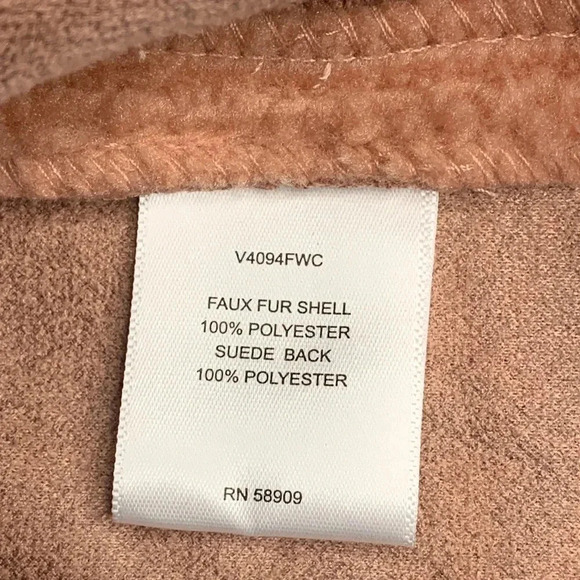 V4094FWC
FAUX FUR SHELL
100% POLYESTER
SUEDE BACK
100% POLYESTER
RN 58909